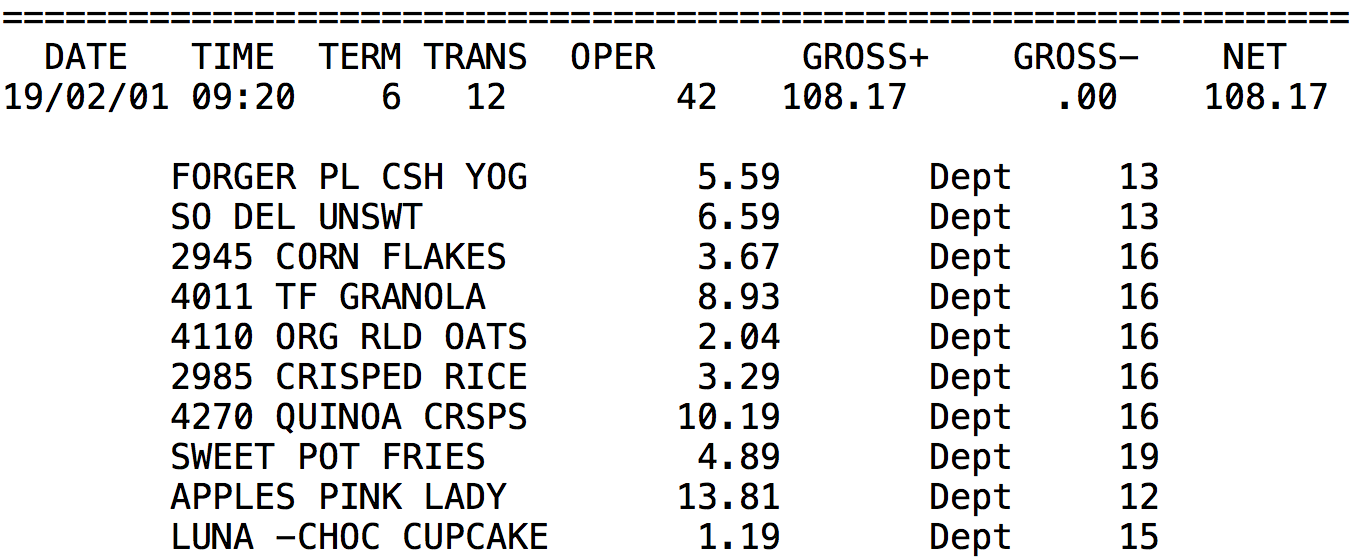 ================================================================
DATE TIME TERM TRANS OPER GROSS+ GROSS- NET
19/02/01 09:20 6 12 42 108.17 .00 108.17
FORGER PL CSH YOG 5.59 Dept 13
SO DEL UNSWT 6.59 Dept 13
2945 CORN FLAKES 3.67 Dept 16
4011 TF GRANOLA 8.93 Dept 16
4110 ORG RLD OATS 2.04 Dept 16
2985 CRISPED RICE 3.29 Dept 16
4270 QUINOA CRSPS 10.19 Dept 16
SWEET POT FRIES 4.89 Dept 19
APPLES PINK LADY 13.81 Dept 12
LUNA -CHOC CUPCAKE 1.19 Dept 15